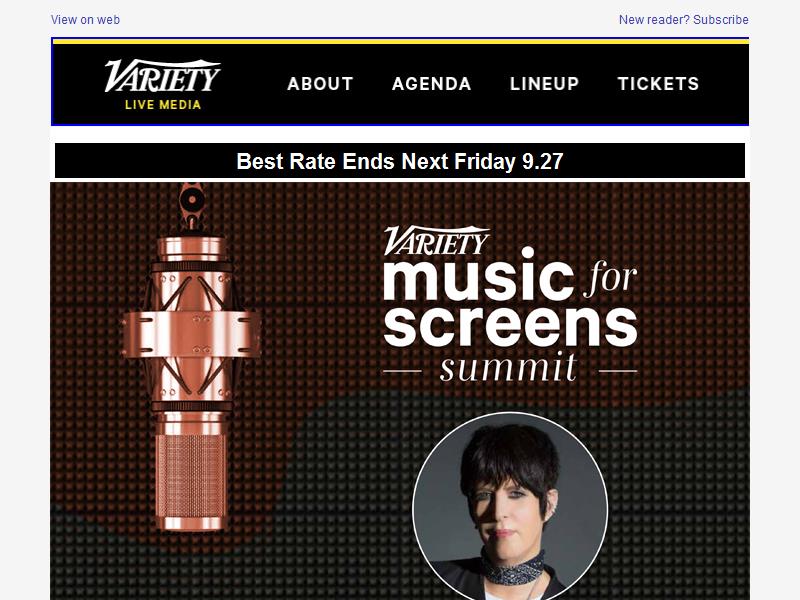 View on web
New reader? Subscribe
VARIETY
LIVE MEDIA
ABOUT
AGENDA
LINEUP
TICKETS
Best Rate Ends Next Friday 9.27
VARIETY
music for
screens
summit